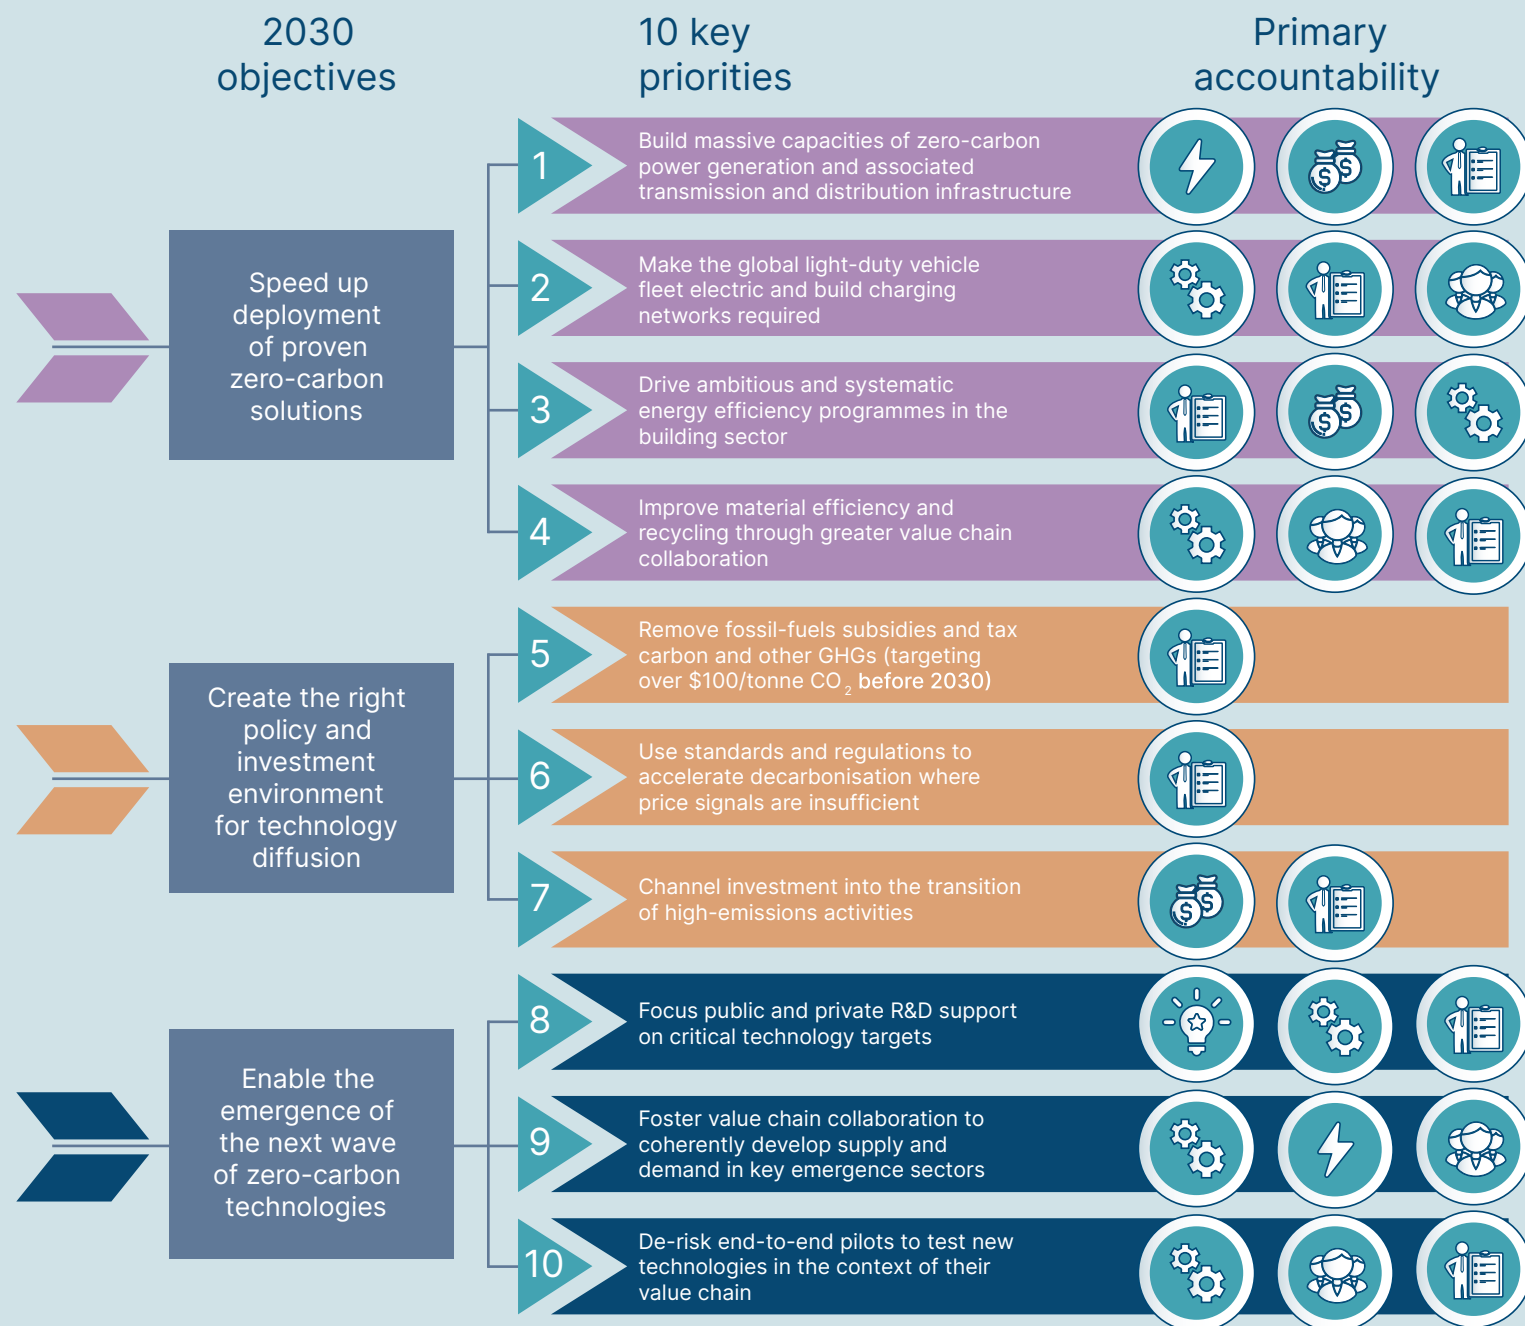 2030
objectives
10 key
priorities
Primary
accountability
Speed up
deployment
of proven
zero-carbon
solutions
1
Build massive capacities of zero-carbon
power generation and associated
transmission and distribution infrastructure
2
Make the global light-duty vehicle
fleet electric and build charging
networks required
3
Drive ambitious and systematic
energy efficiency programmes in the
building sector
4
Improve material efficiency and
recycling through greater value chain
collaboration
Create the right
policy and
investment
environment
for technology
diffusion
5
Remove fossil-fuels subsidies and tax
carbon and other GHGs (targeting
over $100/tonne CO₂ before 2030)
6
Use standards and regulations to
accelerate decarbonisation where
price signals are insufficient
7
Channel investment into the transition
of high-emissions activities
Enable the
emergence of
the next wave
of zero-carbon
technologies
8
Focus public and private R&D support
on critical technology targets
9
Foster value chain collaboration to
coherently develop supply and
demand in key emergence sectors
10
De-risk end-to-end pilots to test new
technologies in the context of their
value chain